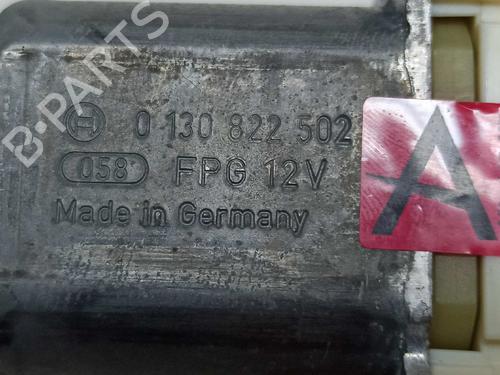 B-PARTS
H 0 130 822 502
058 FPG 12V
Made in Germany
A